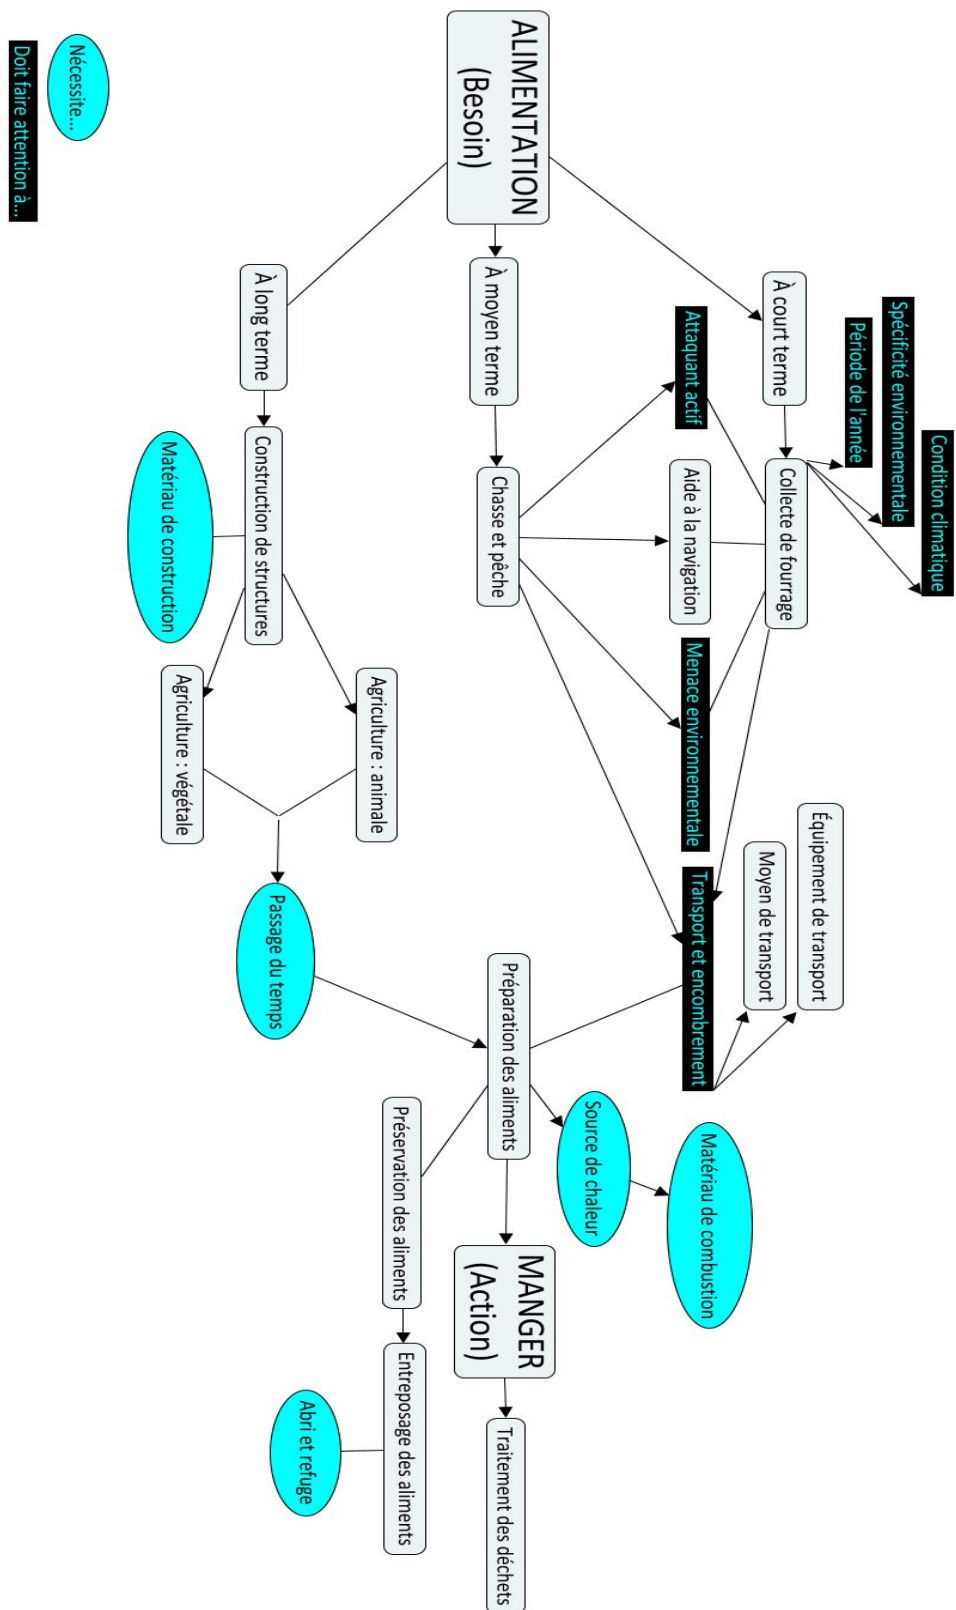 Condition climatique
Spécificité environnementale
Période de l'année
Équipement de transport
Moyen de transport
À court terme
Collecte de fourrage
Attaquant actif
Aide à la navigation
Menace environnementale
Transport et encombrement
Matériau de combustion
Source de chaleur
ALIMENTATION
(Besoin)
À moyen terme
Chasse et pêche
Préparation des aliments
MANGER
(Action)
Traitement des déchets
Préservation des aliments
Entreposage des aliments
Abri et refuge
À long terme
Construction de structures
Matériau de construction
Agriculture : animale
Agriculture : végétale
Passage du temps
Nécessite...
Doit faire attention à...